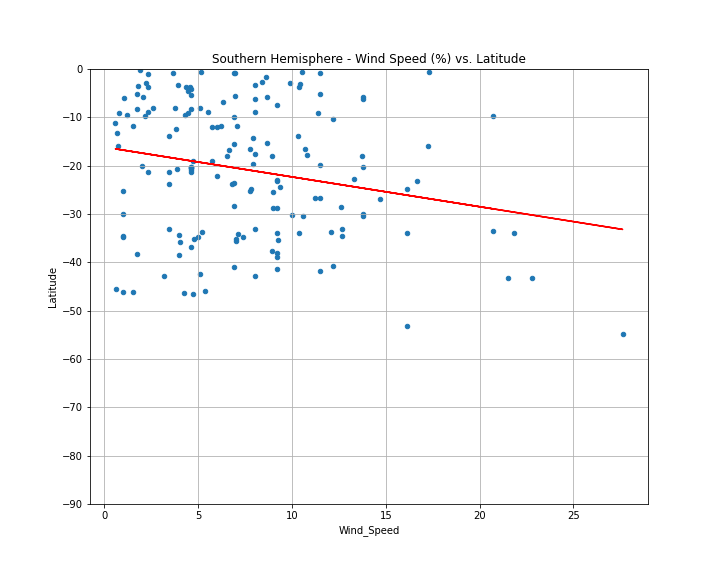 Southern Hemisphere - Wind Speed (%) vs. Latitude
0
−10
−20
−30
−40
−50
−60
−70
−80
−90
Latitude
0 5 10 15 20 25
Wind_Speed